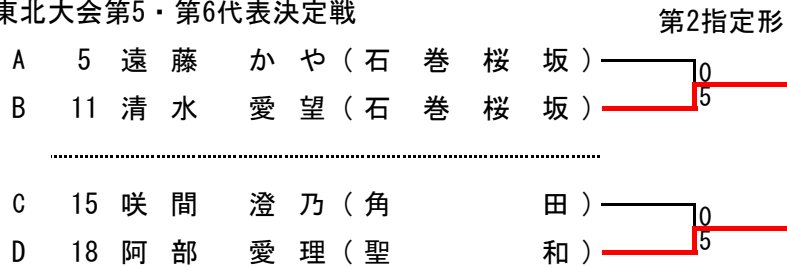 東北大会第5・第6代表決定戦
第2指定形
A 5 遠藤 かや(石巻桜坂) 0
B 11 清水 愛望(石巻桜坂) 5
C 15 咲間 澄乃(角田) 0
D 18 阿部 愛理(聖和) 5